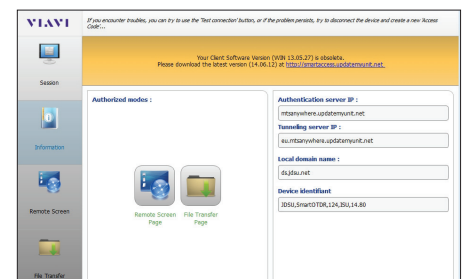 VIAVI
If you encounter troubles, you can try to use the 'Test connection' button, or if the problem persists, try to disconnect the device and create a new 'Access
Code'...
Your Client Software Version (WIN 13.05.27) is obsolete.
Please download the latest version (14.06.12) at http://smartaccess.updatemyunit.net.
Session
Information
Remote Screen
File Transfer
Authorized modes :
Remote Screen
Page
File Transfer
Page
Authentication server IP :
mtsanywhere.updatemyunit.net
Tunneling server IP :
eu.mtsanywhere.updatemyunit.net
Local domain name :
ds.jdsu.net
Device identifiant
JDSU,SmartOTDR,124,ISU,14.80